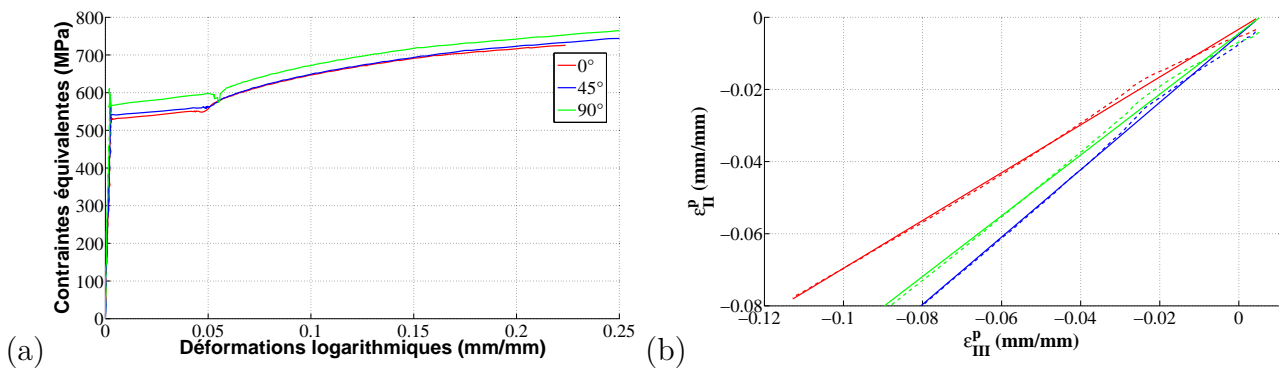 800
700
600
500
400
300
200
100
0
Contraintes équivalentes (MPa)
0°
45°
90°
0 0.05 0.1 0.15 0.2 0.25
Déformations logarithmiques (mm/mm)
(a)
0
−0.02
−0.04
−0.06
−0.08
ε_II^p (mm/mm)
−0.12 −0.1 −0.08 −0.06 −0.04 −0.02 0
ε_III^p (mm/mm)
(b)